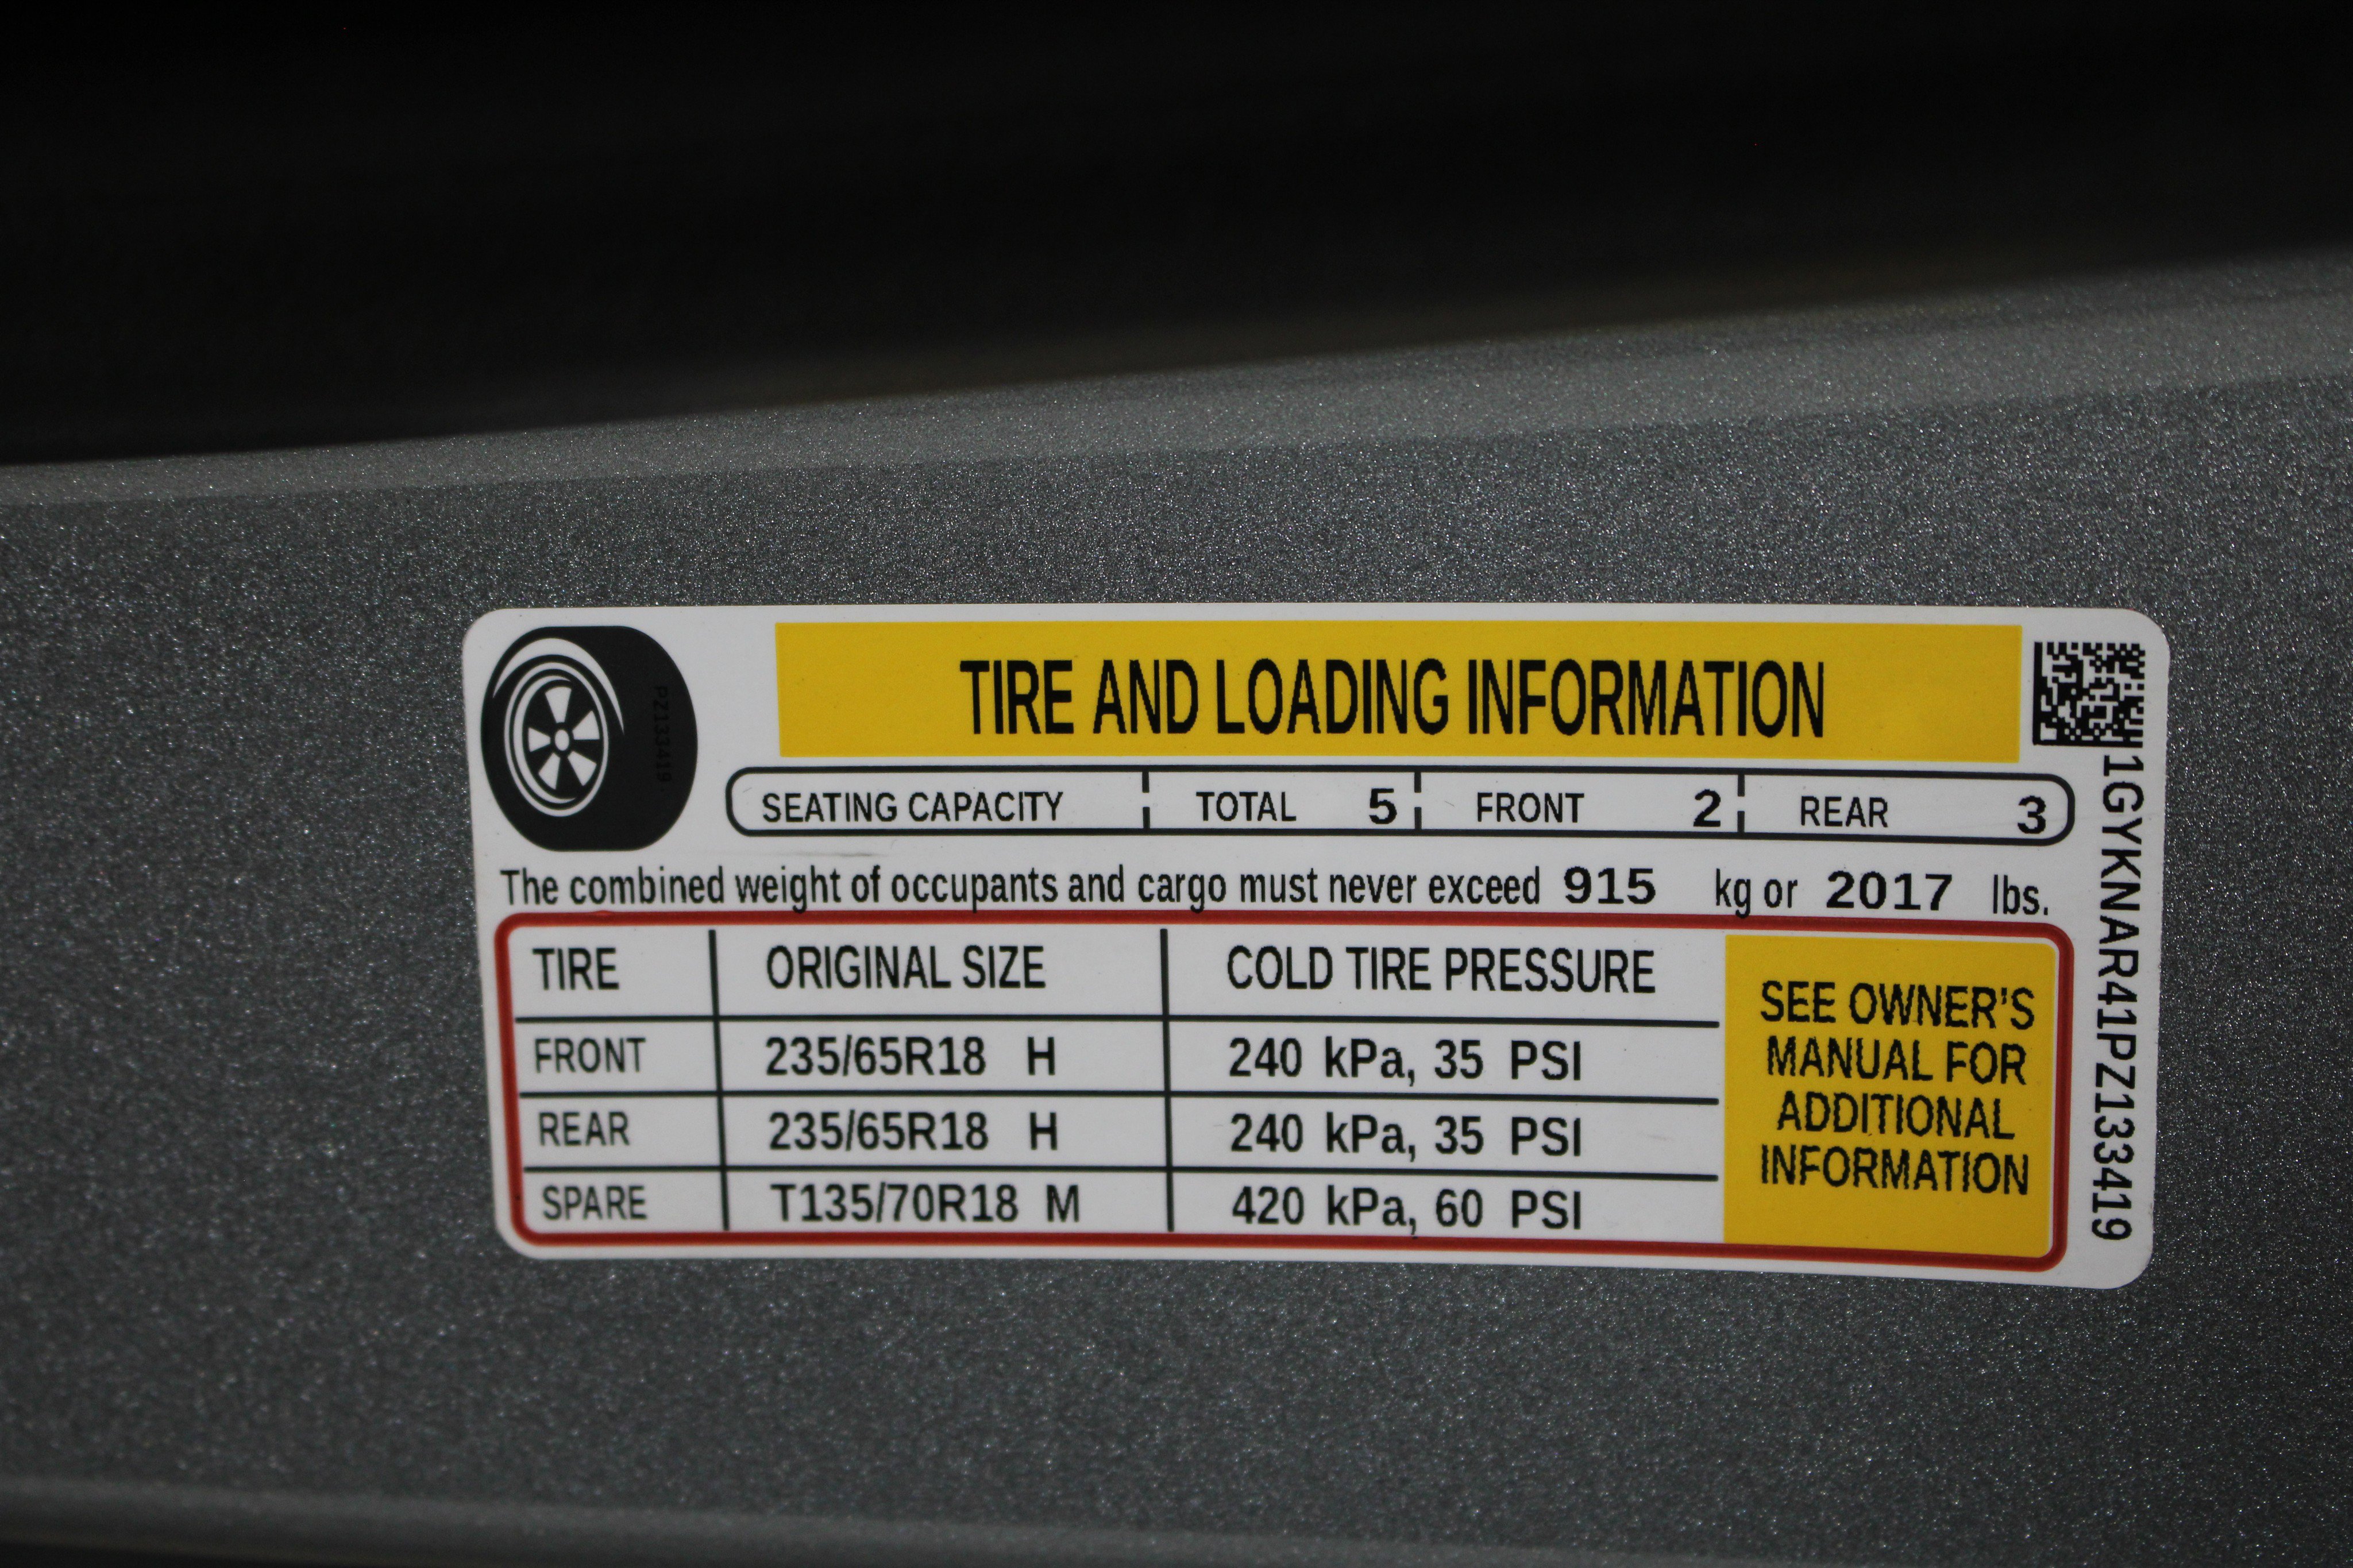 TIRE AND LOADING INFORMATION
PZ133419
SEATING CAPACITY TOTAL 5 FRONT 2 REAR 3
The combined weight of occupants and cargo must never exceed 915 kg or 2017 lbs.
TIRE ORIGINAL SIZE COLD TIRE PRESSURE
FRONT 235/65R18 H 240 kPa, 35 PSI
REAR 235/65R18 H 240 kPa, 35 PSI
SPARE T135/70R18 M 420 kPa, 60 PSI
SEE OWNER'S
MANUAL FOR
ADDITIONAL
INFORMATION
1GYKNAR41PZ133419